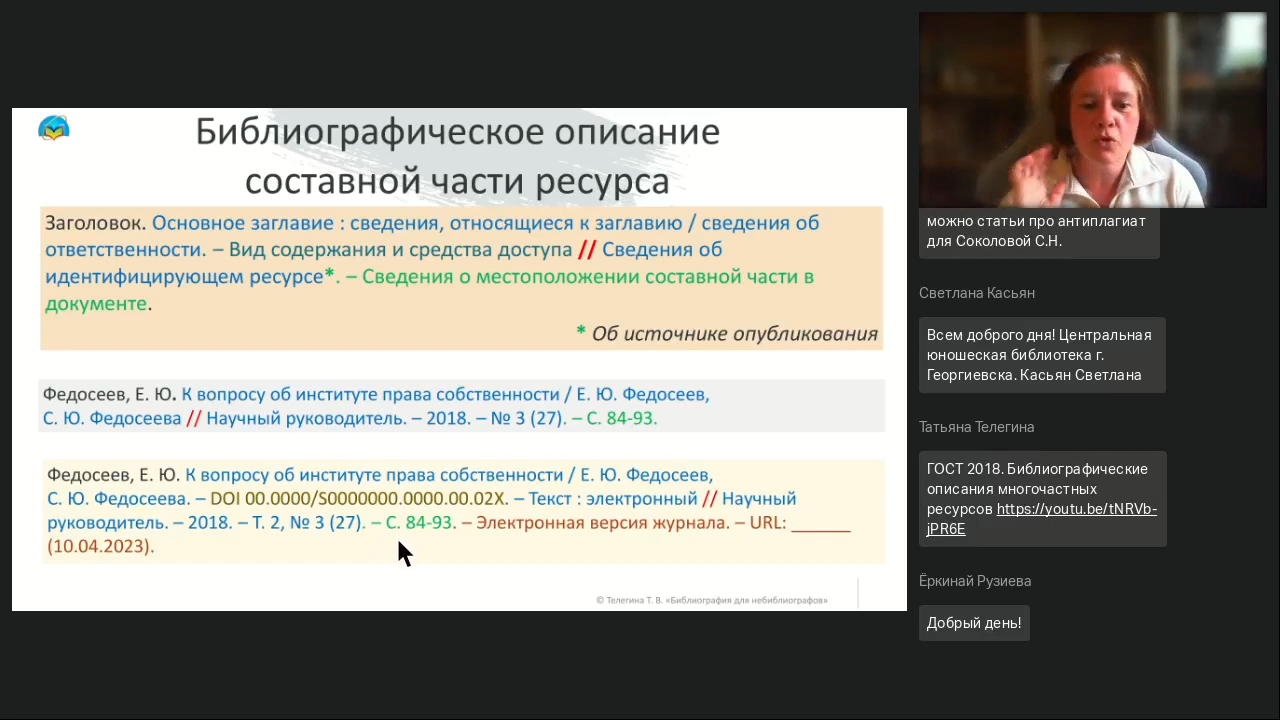 Библиографическое описание
составной части ресурса
Заголовок. Основное заглавие : сведения, относящиеся к заглавию / сведения об
ответственности. – Вид содержания и средства доступа // Сведения об
идентифицирующем ресурсе*. – Сведения о местоположении составной части в
документе.
* Об источнике опубликования
Федосеев, Е. Ю. К вопросу об институте права собственности / Е. Ю. Федосеев,
С. Ю. Федосеева // Научный руководитель. – 2018. – № 3 (27). – С. 84-93.
Федосеев, Е. Ю. К вопросу об институте права собственности / Е. Ю. Федосеев,
С. Ю. Федосеева. – DOI 00.0000/S0000000.0000.00.02X. – Текст : электронный // Научный
руководитель. – 2018. – Т. 2, № 3 (27). – С. 84-93. – Электронная версия журнала. – URL: ______
(10.04.2023).
© Телегина Т. В. «Библиография для небиблиографов»
можно статьи про антиплагиат
для Соколовой С.Н.
Светлана Касьян
Всем доброго дня! Центральная
юношеская библиотека г.
Георгиевска. Касьян Светлана
Татьяна Телегина
ГОСТ 2018. Библиографические
описания многочастных
ресурсов https://youtu.be/tNRVb-
jPR6E
Ёркинай Рузиева
Добрый день!